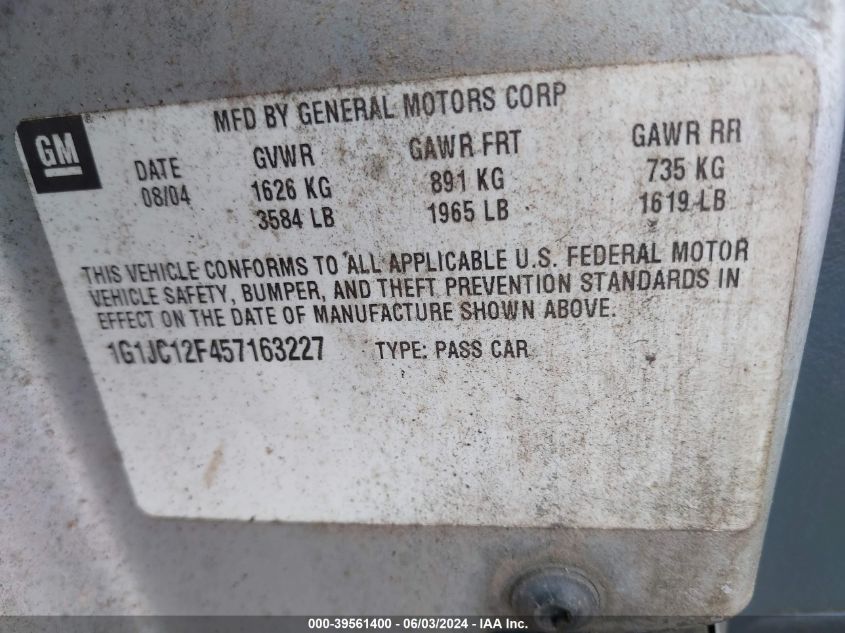 MFD BY GENERAL MOTORS CORP
GM
DATE GVWR GAWR FRT GAWR RR
08/04 1626 KG 891 KG 735 KG
3584 LB 1965 LB 1619 LB
THIS VEHICLE CONFORMS TO ALL APPLICABLE U.S. FEDERAL MOTOR
VEHICLE SAFETY, BUMPER, AND THEFT PREVENTION STANDARDS IN
EFFECT ON THE DATE OF MANUFACTURE SHOWN ABOVE.
1G1JC12F457163227 TYPE: PASS CAR
000-39561400 - 06/03/2024 - IAA Inc.